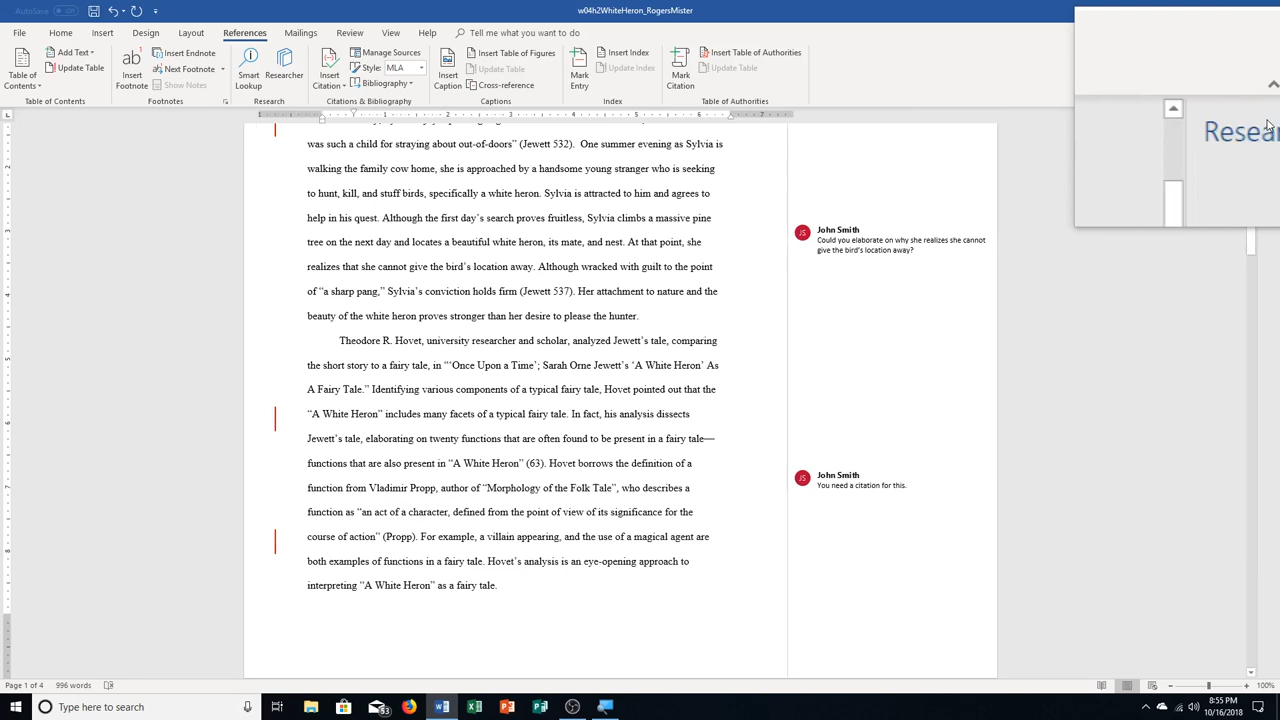 AutoSave Off
w04h2WhiteHeron_RogersMister
File Home Insert Design Layout References Mailings Review View Help Tell me what you want to do
Table of Contents
Add Text
Update Table
Table of Contents
ab
Insert Footnote
Insert Endnote
Next Footnote
Show Notes
Footnotes
Smart Lookup
Researcher
Research
Insert Citation
Manage Sources
Style: MLA
Bibliography
Citations & Bibliography
Insert Caption
Insert Table of Figures
Update Table
Cross-reference
Captions
Mark Entry
Insert Index
Update Index
Index
Mark Citation
Insert Table of Authorities
Update Table
Table of Authorities
Resear
was such a child for straying about out-of-doors” (Jewett 532). One summer evening as Sylvia is
walking the family cow home, she is approached by a handsome young stranger who is seeking
to hunt, kill, and stuff birds, specifically a white heron. Sylvia is attracted to him and agrees to
help in his quest. Although the first day’s search proves fruitless, Sylvia climbs a massive pine
tree on the next day and locates a beautiful white heron, its mate, and nest. At that point, she
realizes that she cannot give the bird’s location away. Although wracked with guilt to the point
of “a sharp pang,” Sylvia’s conviction holds firm (Jewett 537). Her attachment to nature and the
beauty of the white heron proves stronger than her desire to please the hunter.
Theodore R. Hovet, university researcher and scholar, analyzed Jewett’s tale, comparing
the short story to a fairy tale, in “‘Once Upon a Time’; Sarah Orne Jewett’s ‘A White Heron’ As
A Fairy Tale.” Identifying various components of a typical fairy tale, Hovet pointed out that the
“A White Heron” includes many facets of a typical fairy tale. In fact, his analysis dissects
Jewett’s tale, elaborating on twenty functions that are often found to be present in a fairy tale—
functions that are also present in “A White Heron” (63). Hovet borrows the definition of a
function from Vladimir Propp, author of “Morphology of the Folk Tale”, who describes a
function as “an act of a character, defined from the point of view of its significance for the
course of action” (Propp). For example, a villain appearing, and the use of a magical agent are
both examples of functions in a fairy tale. Hovet’s analysis is an eye-opening approach to
interpreting “A White Heron” as a fairy tale.
JS John Smith
Could you elaborate on why she realizes she cannot
give the bird’s location away?
JS John Smith
You need a citation for this.
Page 1 of 4 996 words
100%
Type here to search
53
8:55 PM
10/16/2018